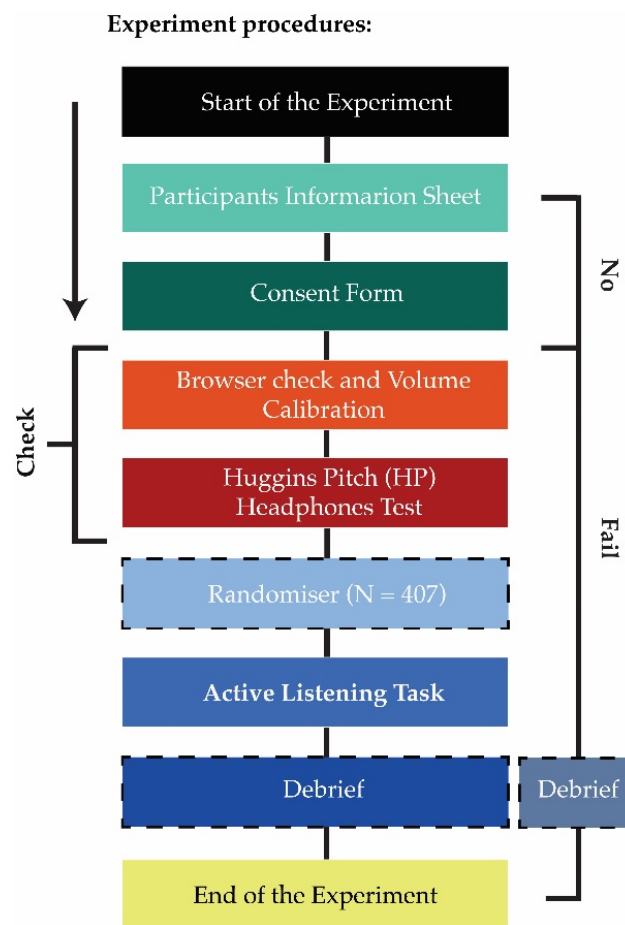 Experiment procedures:
Start of the Experiment
Participants Informarion Sheet
No
Consent Form
Check
Browser check and Volume
Calibration
Huggins Pitch (HP)
Headphones Test
Fail
Randomiser (N = 407)
Active Listening Task
Debrief
Debrief
End of the Experiment